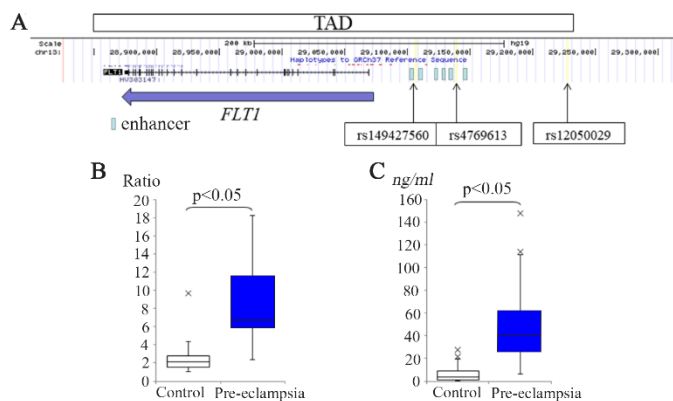 A
TAD
Scale
chr13:
200 kb
hg19
28,900,000
28,950,000
29,000,000
29,050,000
29,100,000
29,150,000
29,200,000
29,250,000
29,300,000
Haplotypes to GRCh37 Reference Sequence
FLT1
FLT1
enhancer
rs149427560
rs4769613
rs12050029
B
Ratio
p<0.05
20
18
16
14
12
10
8
6
4
2
0
Control
Pre-eclampsia
C
ng/ml
p<0.05
160
140
120
100
80
60
40
20
0
Control
Pre-eclampsia